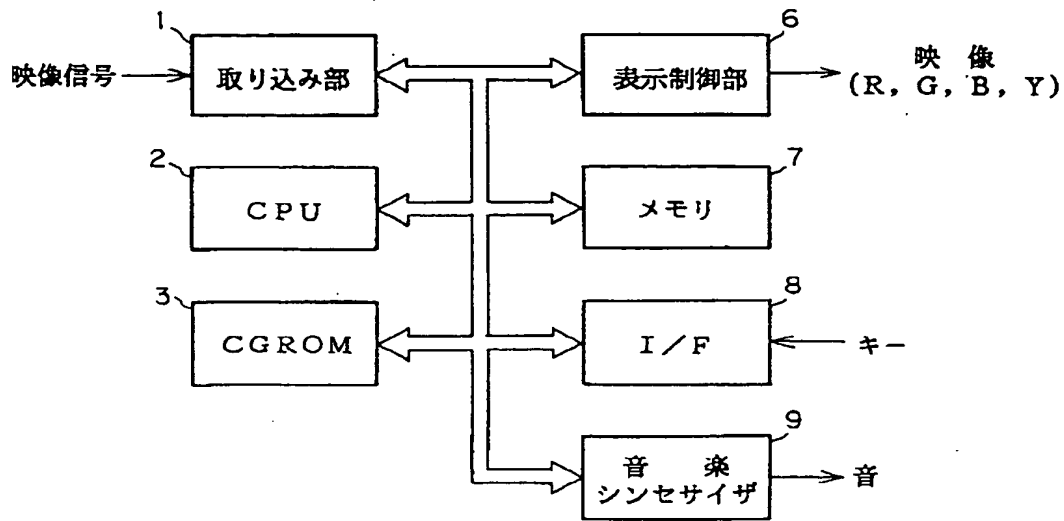 1
映像信号
取り込み部
2
CPU
3
CGROM
6
表示制御部
映 像
(R, G, B, Y)
7
メモリ
8
I/F
キー
9
音 楽
シンセサイザ
音